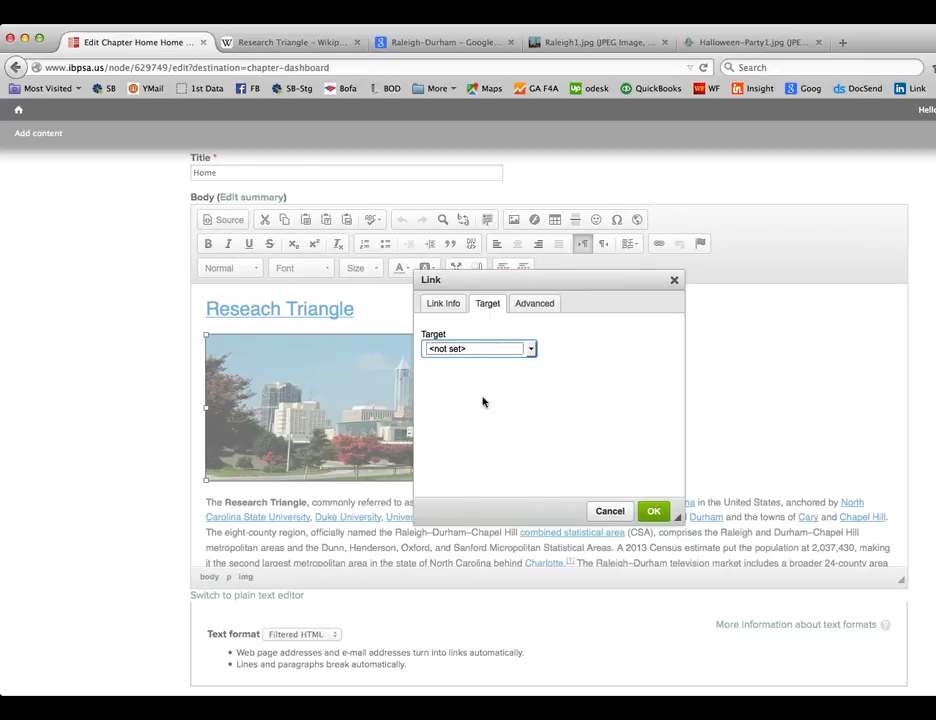 Edit Chapter Home Home ... × Research Triangle – Wikip... × Raleigh-Durham – Google... × Raleigh1.jpg (JPEG Image, ... × Halloween-Party1.jpg (JPE... ×
www.ibpsa.us/node/629749/edit?destination=chapter-dashboard Search
Most Visited SB YMail 1st Data FB SB-Stg Bofa BOD More Maps GA F4A odesk QuickBooks WF Insight Goog DocSend Link
Hello
Add content
Title *
Home
Body (Edit summary)
Source
Normal Font Size
Link
Link Info Target Advanced
Reseach Triangle
Target
<not set>
Cancel OK
The Research Triangle, commonly referred to as in the United States, anchored by North
Carolina State University, Duke University, Durham and the towns of Cary and Chapel Hill.
The eight-county region, officially named the Raleigh–Durham–Chapel Hill combined statistical area (CSA), comprises the Raleigh and Durham–Chapel Hill
metropolitan areas and the Dunn, Henderson, Oxford, and Sanford Micropolitan Statistical Areas. A 2013 Census estimate put the population at 2,037,430, making
it the second largest metropolitan area in the state of North Carolina behind Charlotte.[1] The Raleigh–Durham television market includes a broader 24-county area
body p img
Switch to plain text editor
More information about text formats
Text format Filtered HTML
Web page addresses and e-mail addresses turn into links automatically.
Lines and paragraphs break automatically.